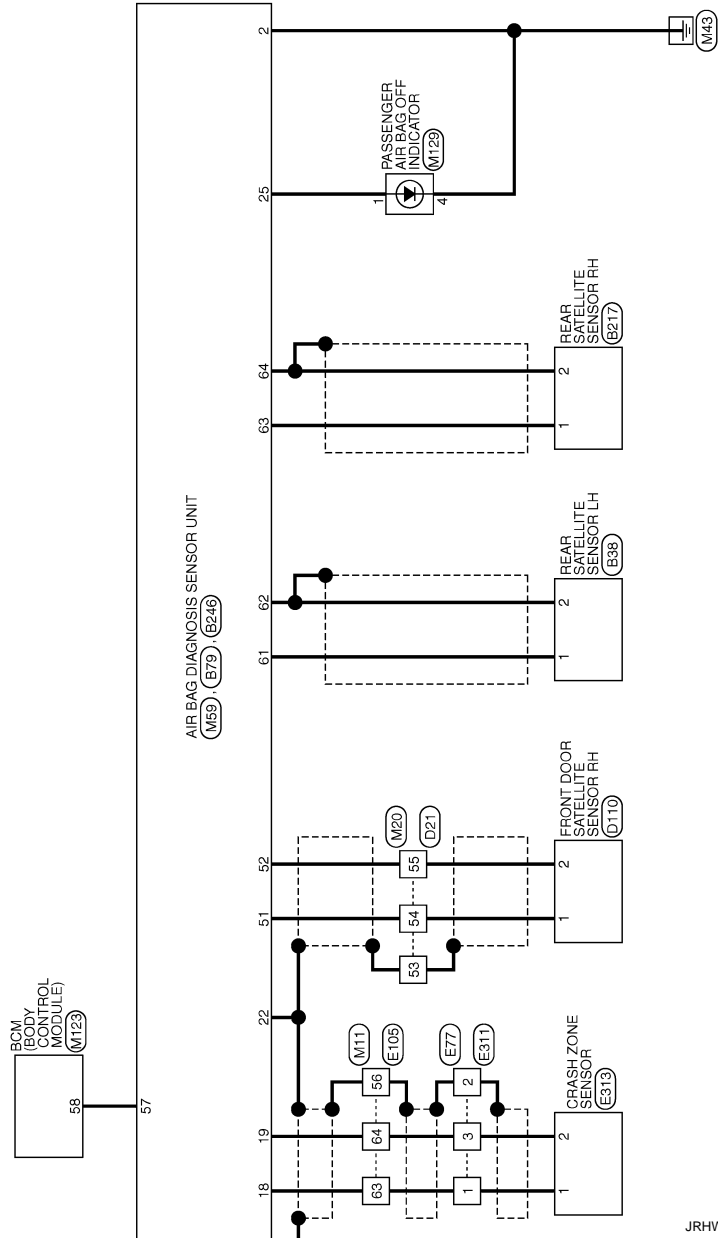 BCM
(BODY
CONTROL
MODULE)
M123
58
57
AIR BAG DIAGNOSIS SENSOR UNIT
M59 , B79 , B246
18
19
22
51
52
61
62
63
64
25
2
M11
E105
63
64
56
E77
E311
1
3
2
CRASH ZONE
SENSOR
E313
1
2
M20
D21
53
54
55
FRONT DOOR
SATELLITE
SENSOR RH
D110
1
2
REAR
SATELLITE
SENSOR LH
B38
1
2
REAR
SATELLITE
SENSOR RH
B217
1
2
PASSENGER
AIR BAG OFF
INDICATOR
M129
1
4
M43
JRHW